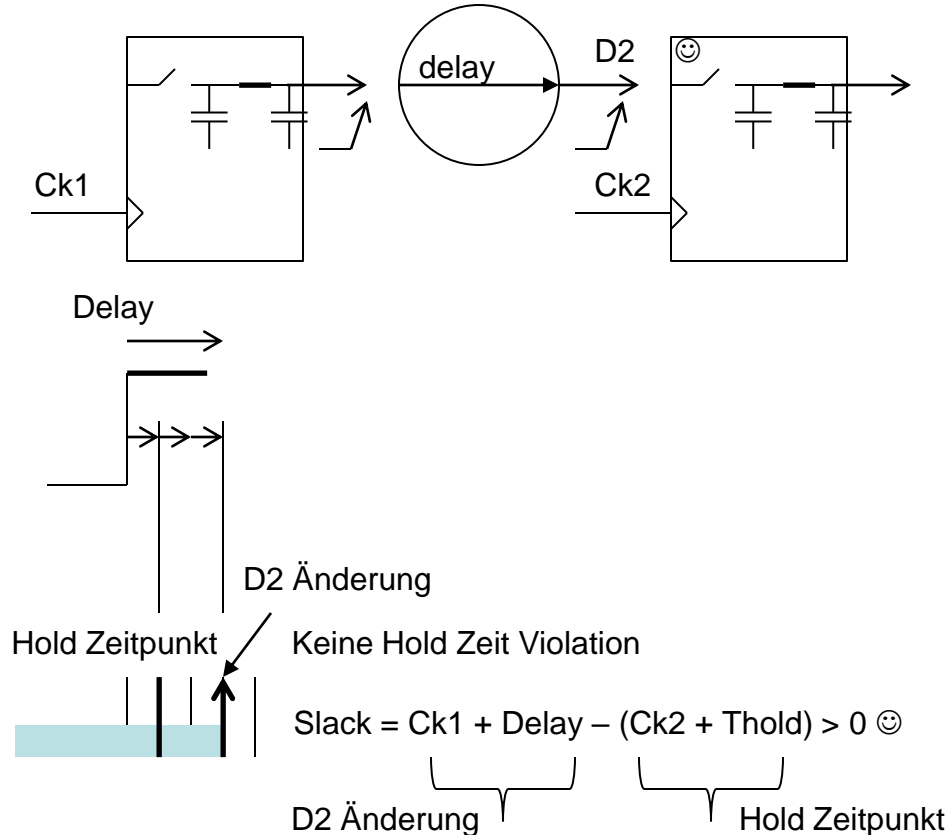 delay
D2
☺
Ck1
Ck2
Delay
D2 Änderung
Hold Zeitpunkt
Keine Hold Zeit Violation
Slack = Ck1 + Delay – (Ck2 + Thold) > 0 ☺
D2 Änderung
Hold Zeitpunkt